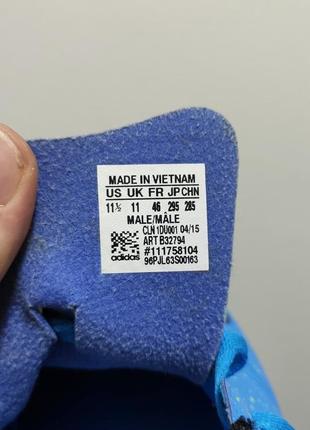 MADE IN VIETNAM
US UK FR JP CHN
11½ 11 46 295 285
MALE/MÂLE
CLN 1DU001 04/15
ART B32794
#111758104
96PJL63S00163
adidas